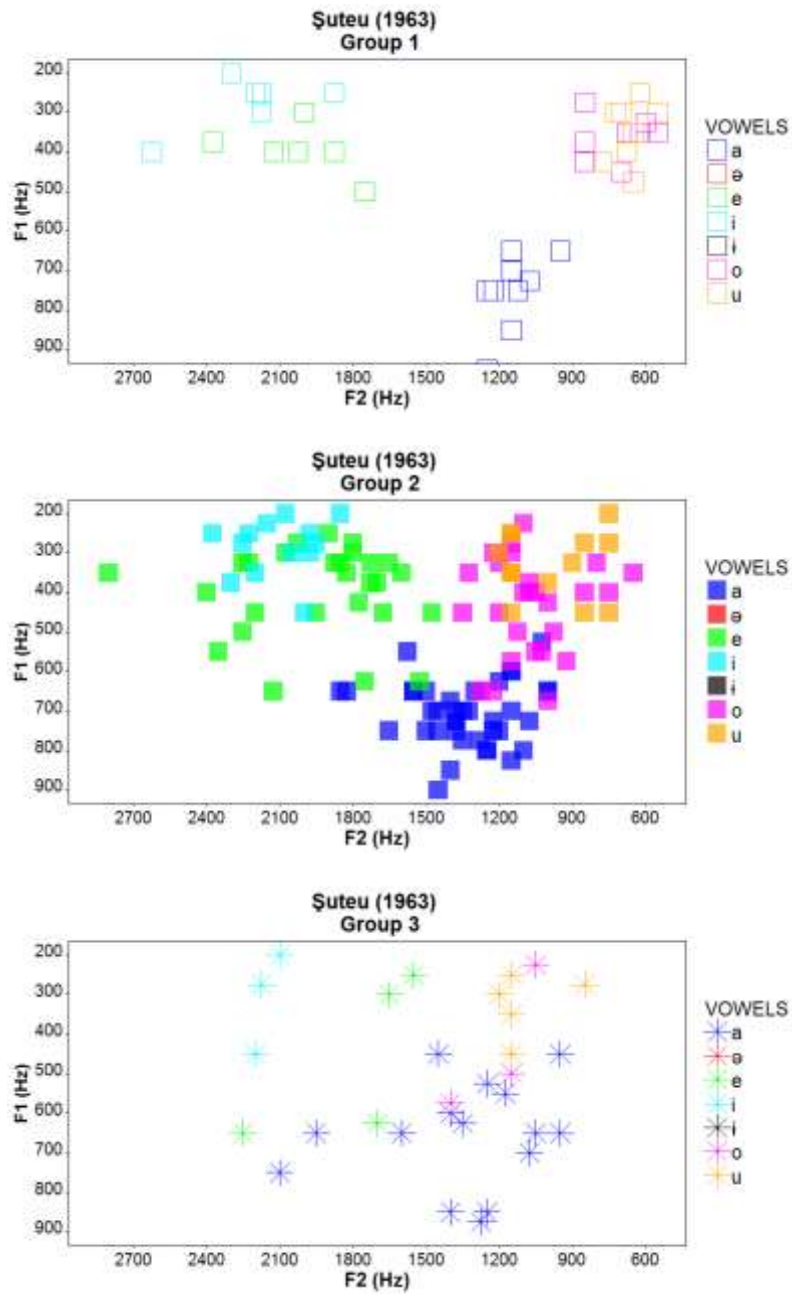 Şuteu (1963)
Group 1
200
300
400
500
600
700
800
900
F1 (Hz)
2700 2400 2100 1800 1500 1200 900 600
F2 (Hz)
VOWELS
a
ə
e
i
ɨ
o
u
Şuteu (1963)
Group 2
200
300
400
500
600
700
800
900
F1 (Hz)
2700 2400 2100 1800 1500 1200 900 600
F2 (Hz)
VOWELS
a
ə
e
i
ɨ
o
u
Şuteu (1963)
Group 3
200
300
400
500
600
700
800
900
F1 (Hz)
2700 2400 2100 1800 1500 1200 900 600
F2 (Hz)
VOWELS
a
ə
e
i
ɨ
o
u